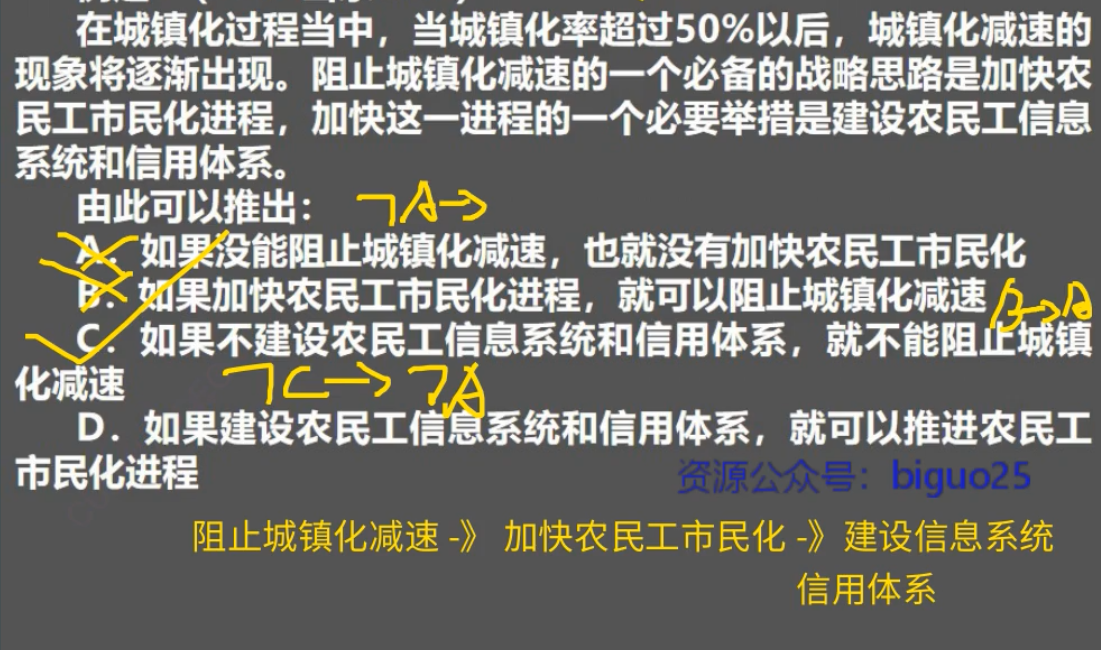 在城镇化过程当中，当城镇化率超过50%以后，城镇化减速的
现象将逐渐出现。阻止城镇化减速的一个必备的战略思路是加快农
民工市民化进程，加快这一进程的一个必要举措是建设农民工信息
系统和信用体系。
由此可以推出： ¬A→
A．如果没能阻止城镇化减速，也就没有加快农民工市民化
B．如果加快农民工市民化进程，就可以阻止城镇化减速 B→A
C．如果不建设农民工信息系统和信用体系，就不能阻止城镇
化减速 ¬C→¬A
D．如果建设农民工信息系统和信用体系，就可以推进农民工
市民化进程
资源公众号：biguo25
阻止城镇化减速 -》 加快农民工市民化 -》建设信息系统
信用体系